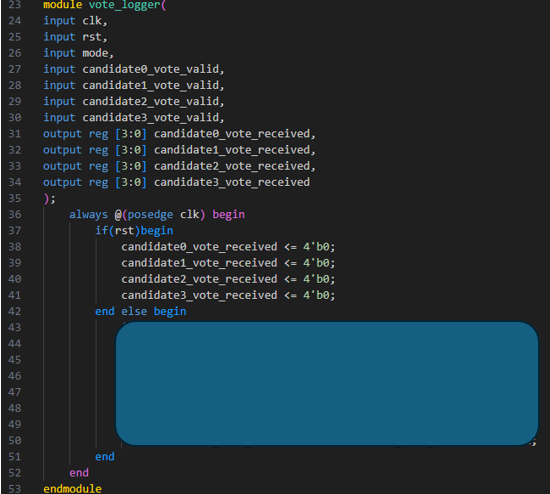 23 module vote_logger(
24 input clk,
25 input rst,
26 input mode,
27 input candidate0_vote_valid,
28 input candidate1_vote_valid,
29 input candidate2_vote_valid,
30 input candidate3_vote_valid,
31 output reg [3:0] candidate0_vote_received,
32 output reg [3:0] candidate1_vote_received,
33 output reg [3:0] candidate2_vote_received,
34 output reg [3:0] candidate3_vote_received
35 );
36 always @(posedge clk) begin
37 if(rst)begin
38 candidate0_vote_received <= 4'b0;
39 candidate1_vote_received <= 4'b0;
40 candidate2_vote_received <= 4'b0;
41 candidate3_vote_received <= 4'b0;
42 end else begin
43
44
45
46
47
48
49
50 ;
51 end
52 end
53 endmodule